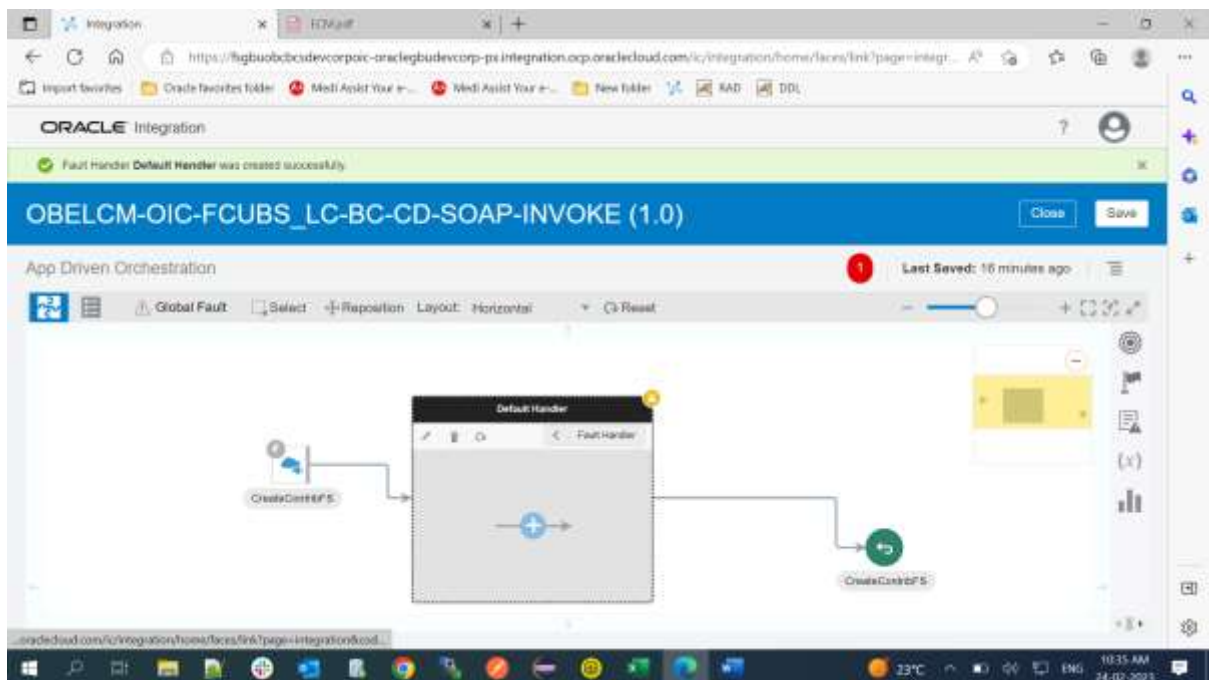 Integration
ORACLE Integration
?
Fault Handler Default Handler was created successfully.
OBELCM-OIC-FCUBS_LC-BC-CD-SOAP-INVOKE (1.0)
Close
Save
App Driven Orchestration
1
Last Saved: 16 minutes ago
Global Fault
Select
Reposition
Layout: Horizontal
Reset
Default Handler
Fault Handler
(x)
Import favorites
Oracle favorites folder
Medi Assist Your e-...
Medi Assist Your e-...
New folder
RAD
DDL
23°C
ENG
10:35 AM
24-02-2023